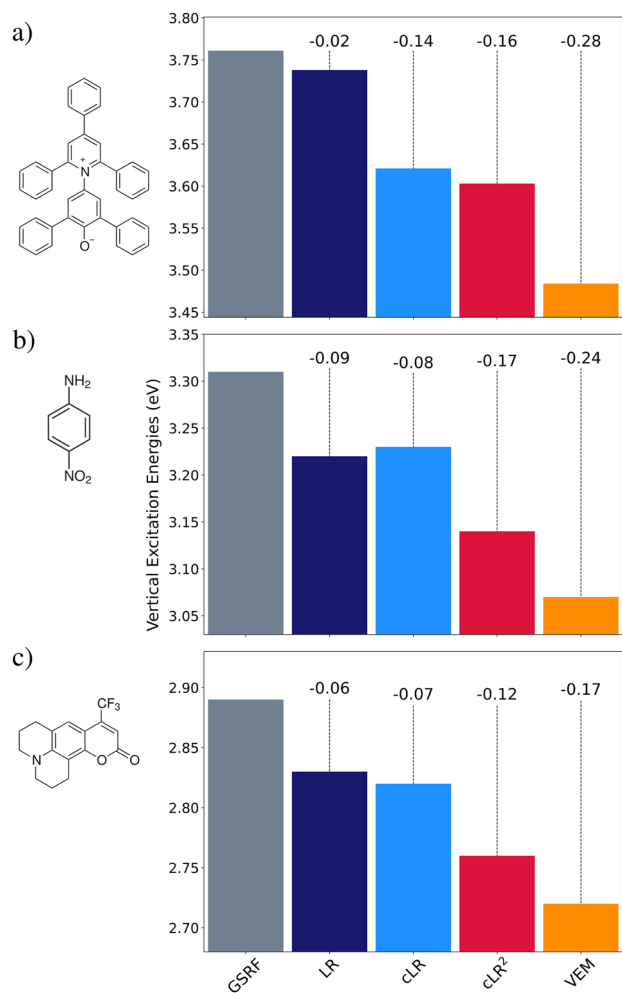 a)
+
N
O−
3.80
3.75
3.70
3.65
3.60
3.55
3.50
3.45
-0.02
-0.14
-0.16
-0.28
b)
NH2
NO2
Vertical Excitation Energies (eV)
3.35
3.30
3.25
3.20
3.15
3.10
3.05
-0.09
-0.08
-0.17
-0.24
c)
CF3
N
O
O
2.90
2.85
2.80
2.75
2.70
-0.06
-0.07
-0.12
-0.17
GSRF
LR
cLR
cLR²
VEM